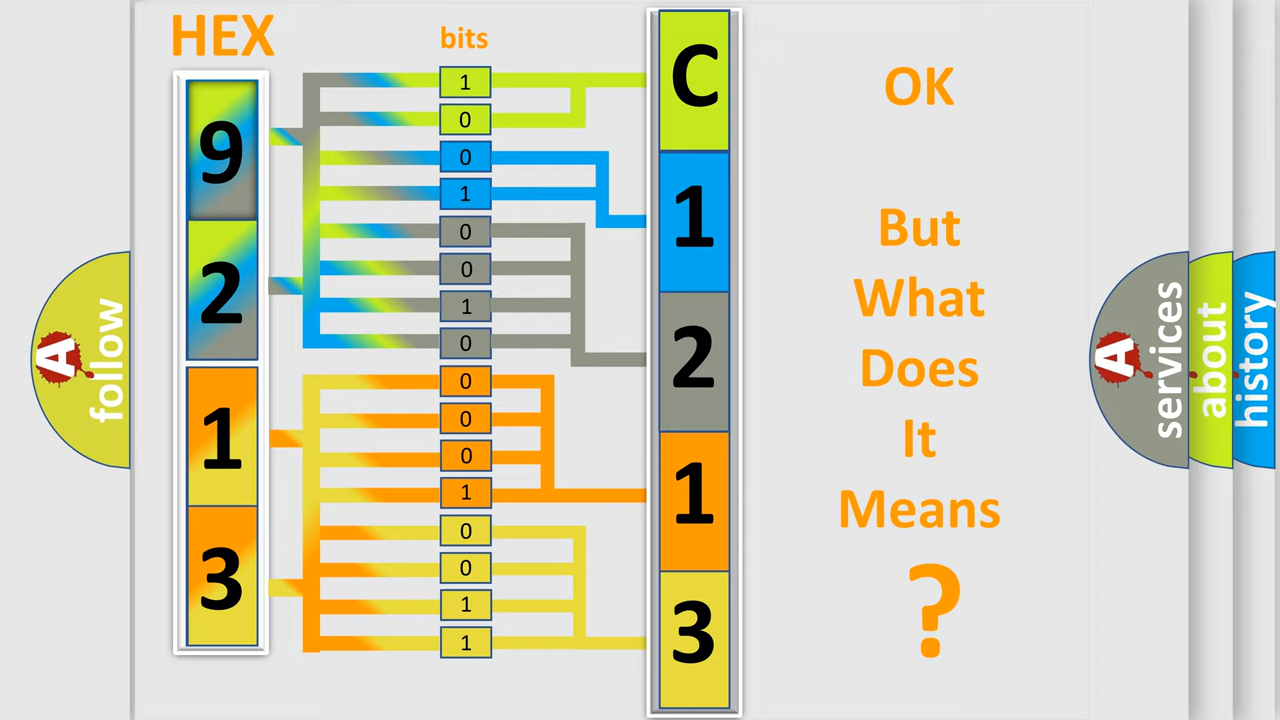 HEX
bits
9
2
1
3
1
0
0
1
0
0
1
0
0
0
0
1
0
0
1
1
C
1
2
1
3
OK
But
What
Does
It
Means
?
A
follow
A
services
about
history